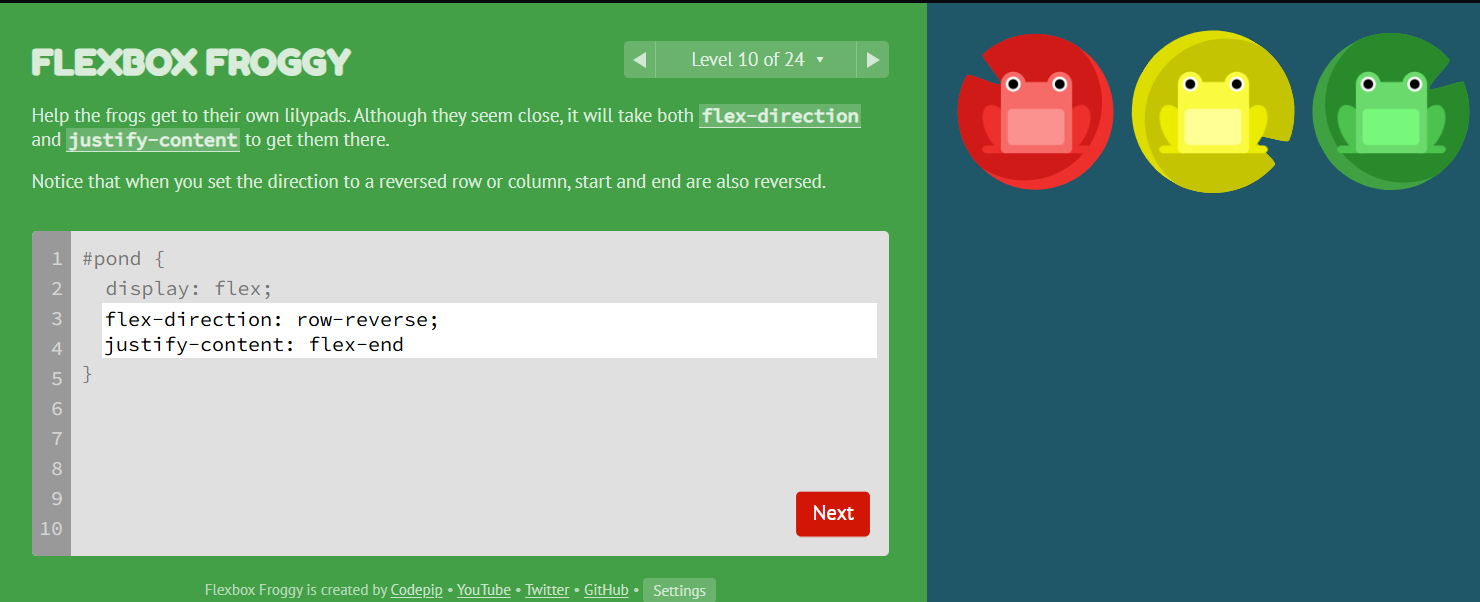 FLEXBOX FROGGY
Level 10 of 24
Help the frogs get to their own lilypads. Although they seem close, it will take both flex-direction
and justify-content to get them there.
Notice that when you set the direction to a reversed row or column, start and end are also reversed.
1 #pond {
2 display: flex;
3 flex-direction: row-reverse;
4 justify-content: flex-end
5 }
6
7
8
9
10
Next
Flexbox Froggy is created by Codepip • YouTube • Twitter • GitHub • Settings